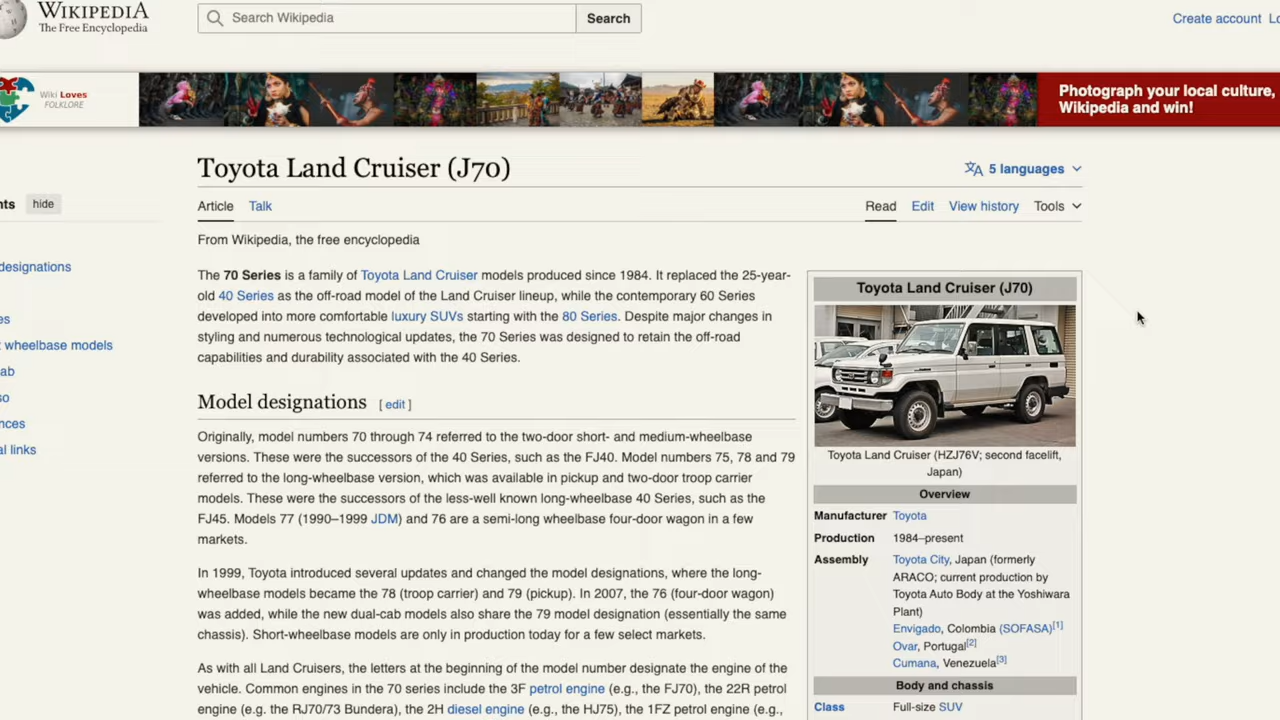 WIKIPEDIA
The Free Encyclopedia
Search Wikipedia
Search
Create account
Wiki Loves
FOLKLORE
Photograph your local culture,
Wikipedia and win!
Toyota Land Cruiser (J70)
5 languages
hide
Article Talk
Read Edit View history Tools
From Wikipedia, the free encyclopedia
designations
wheelbase models
The 70 Series is a family of Toyota Land Cruiser models produced since 1984. It replaced the 25-year-
old 40 Series as the off-road model of the Land Cruiser lineup, while the contemporary 60 Series
developed into more comfortable luxury SUVs starting with the 80 Series. Despite major changes in
styling and numerous technological updates, the 70 Series was designed to retain the off-road
capabilities and durability associated with the 40 Series.
Model designations [ edit ]
Originally, model numbers 70 through 74 referred to the two-door short- and medium-wheelbase
versions. These were the successors of the 40 Series, such as the FJ40. Model numbers 75, 78 and 79
referred to the long-wheelbase version, which was available in pickup and two-door troop carrier
models. These were the successors of the less-well known long-wheelbase 40 Series, such as the
FJ45. Models 77 (1990–1999 JDM) and 76 are a semi-long wheelbase four-door wagon in a few
markets.
In 1999, Toyota introduced several updates and changed the model designations, where the long-
wheelbase models became the 78 (troop carrier) and 79 (pickup). In 2007, the 76 (four-door wagon)
was added, while the new dual-cab models also share the 79 model designation (essentially the same
chassis). Short-wheelbase models are only in production today for a few select markets.
As with all Land Cruisers, the letters at the beginning of the model number designate the engine of the
vehicle. Common engines in the 70 series include the 3F petrol engine (e.g., the FJ70), the 22R petrol
engine (e.g. the RJ70/73 Bundera), the 2H diesel engine (e.g., the HJ75), the 1FZ petrol engine (e.g.,
Toyota Land Cruiser (J70)
Toyota Land Cruiser (HZJ76V; second facelift,
Japan)
Overview
Manufacturer Toyota
Production 1984–present
Assembly Toyota City, Japan (formerly
ARACO; current production by
Toyota Auto Body at the Yoshiwara
Plant)
Envigado, Colombia (SOFASA)[1]
Ovar, Portugal[2]
Cumana, Venezuela[3]
Body and chassis
Class Full-size SUV